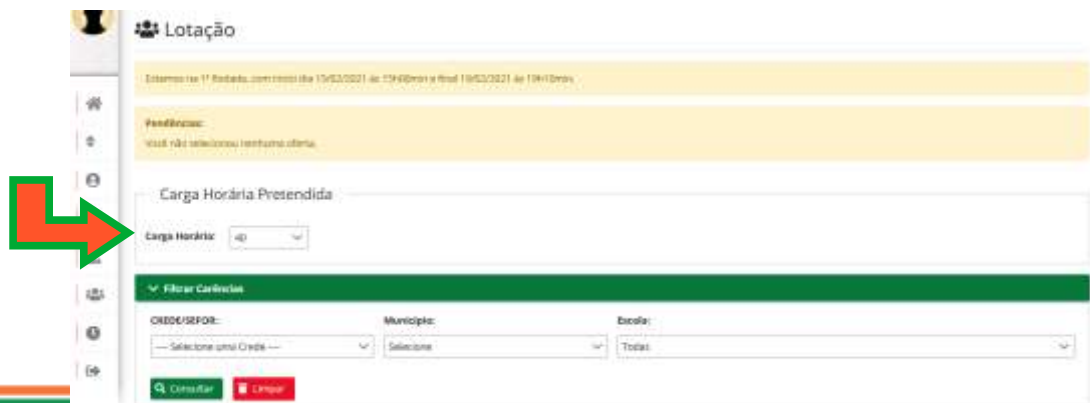 Lotação
Estamos na 1ª Rodada, com início dia 15/02/2021 às 15h00min e final 19/02/2021 às 19h10min.
Pendências:
Você não selecionou nenhuma oferta.
Carga Horária Pretendida
Carga Horária: 40
Filtrar Carências
CREDE/SEFOR: Município: Escola:
--- Selecione uma Crede --- Selecione Todas
Consultar Limpar